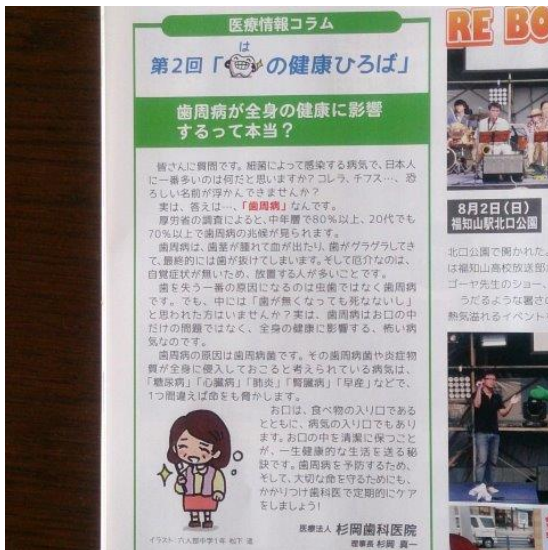 医療情報コラム
は
第2回「の健康ひろば」
歯周病が全身の健康に影響
するって本当？
皆さんに質問です。細菌によって感染する病気で、日本人
に一番多いのは何だと思いますか？コレラ、チフス…、恐
ろしい名前が浮かんできませんか？
実は、答えは…、「歯周病」なんです。
厚労省の調査によると、中年層で80％以上、20代でも
70％以上で歯周病の兆候が見られます。
歯周病は、歯茎が腫れて血が出たり、歯がグラグラしてき
て、最終的には歯が抜けてしまいます。そして厄介なのは、
自覚症状が無いため、放置する人が多いことです。
歯を失う一番の原因になるのは虫歯ではなく歯周病
です。でも、中には「歯が無くなっても死なないし」
と思われた方はいませんか？実は、歯周病はお口の中
だけの問題ではなく、全身の健康に影響する、怖い病
気なのです。
歯周病の原因は歯周病菌です。その歯周病菌や炎症物
質が全身に侵入しておこると考えられている病気は、
「糖尿病」「心臓病」「肺炎」「腎臓病」「早産」などで、
1つ間違えば命をも脅かします。
お口は、食べ物の入り口である
とともに、病気の入り口でもあり
ます。お口の中を清潔に保つこと
が、一生健康的な生活を送る秘
訣です。歯周病を予防するため、
そして、大切な命を守るためにも、
かかりつけ歯科医で定期的にケア
をしましょう！
イラスト：六人部中学1年 松下
医療法人 杉岡歯科医院
理事長 杉岡 真一
RE BO
8月2日（日）
福知山駅北口公園
北口公園で開かれた
は福知山高校放送部
ゴーヤ先生のショー、
うだるような暑さ
熱気溢れるイベント